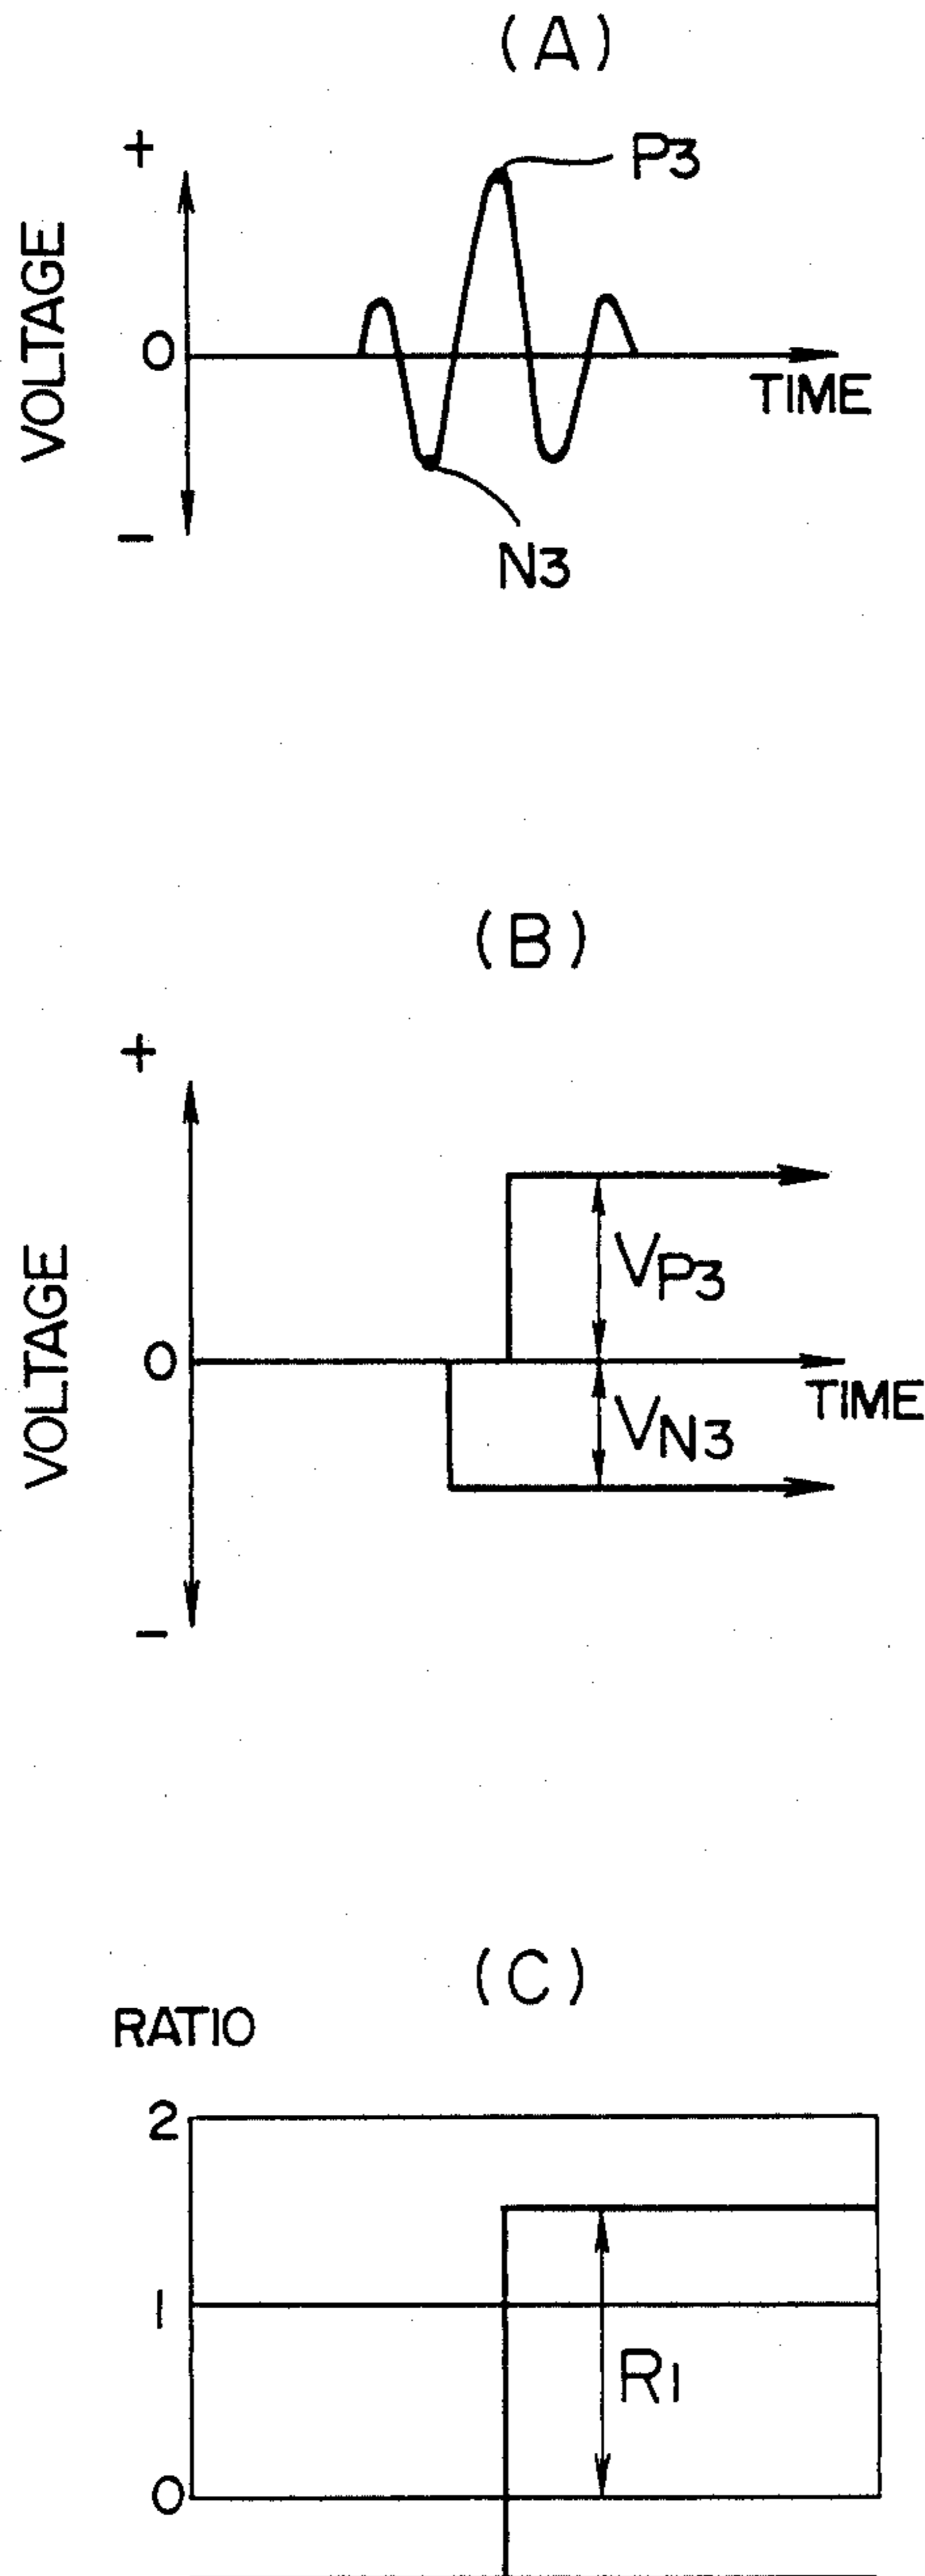 (A)
+
P3
VOLTAGE
0
TIME
-
N3
(B)
+
VP3
VOLTAGE
0
TIME
VN3
-
(C)
RATIO
2
1
R1
0